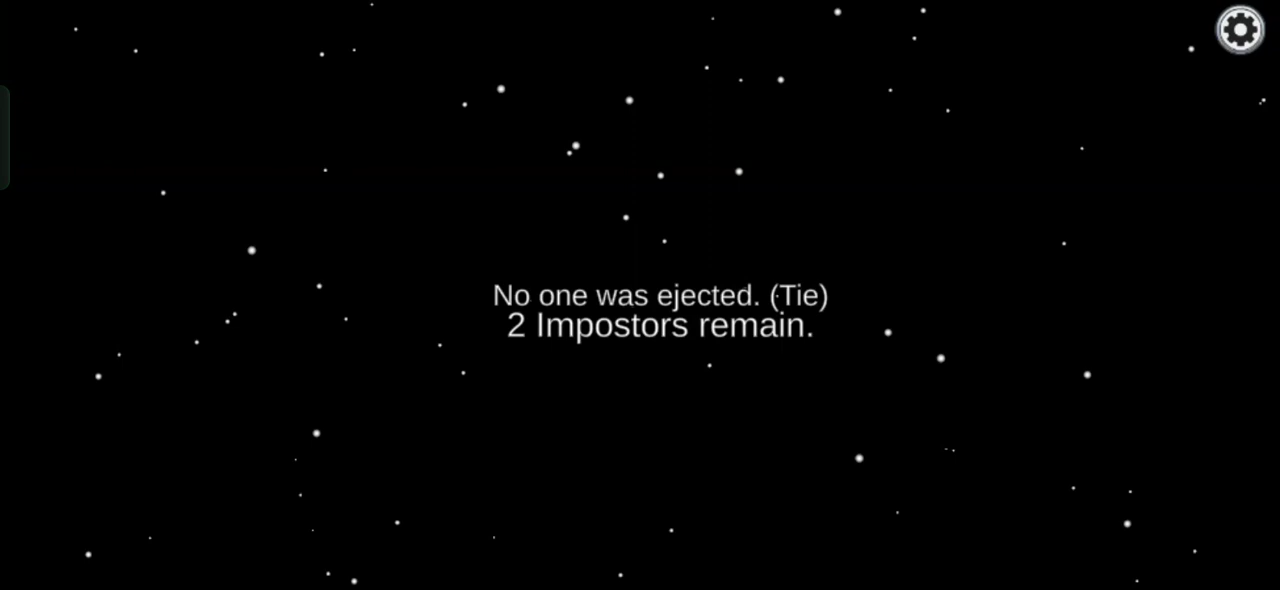 No one was ejected. (Tie)
2 Impostors remain.